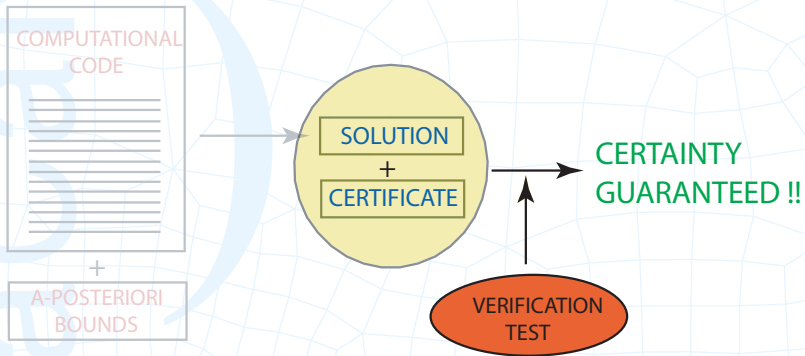 COMPUTATIONAL
CODE
+
A-POSTERIORI
BOUNDS
SOLUTION
+
CERTIFICATE
CERTAINTY
GUARANTEED !!
VERIFICATION
TEST